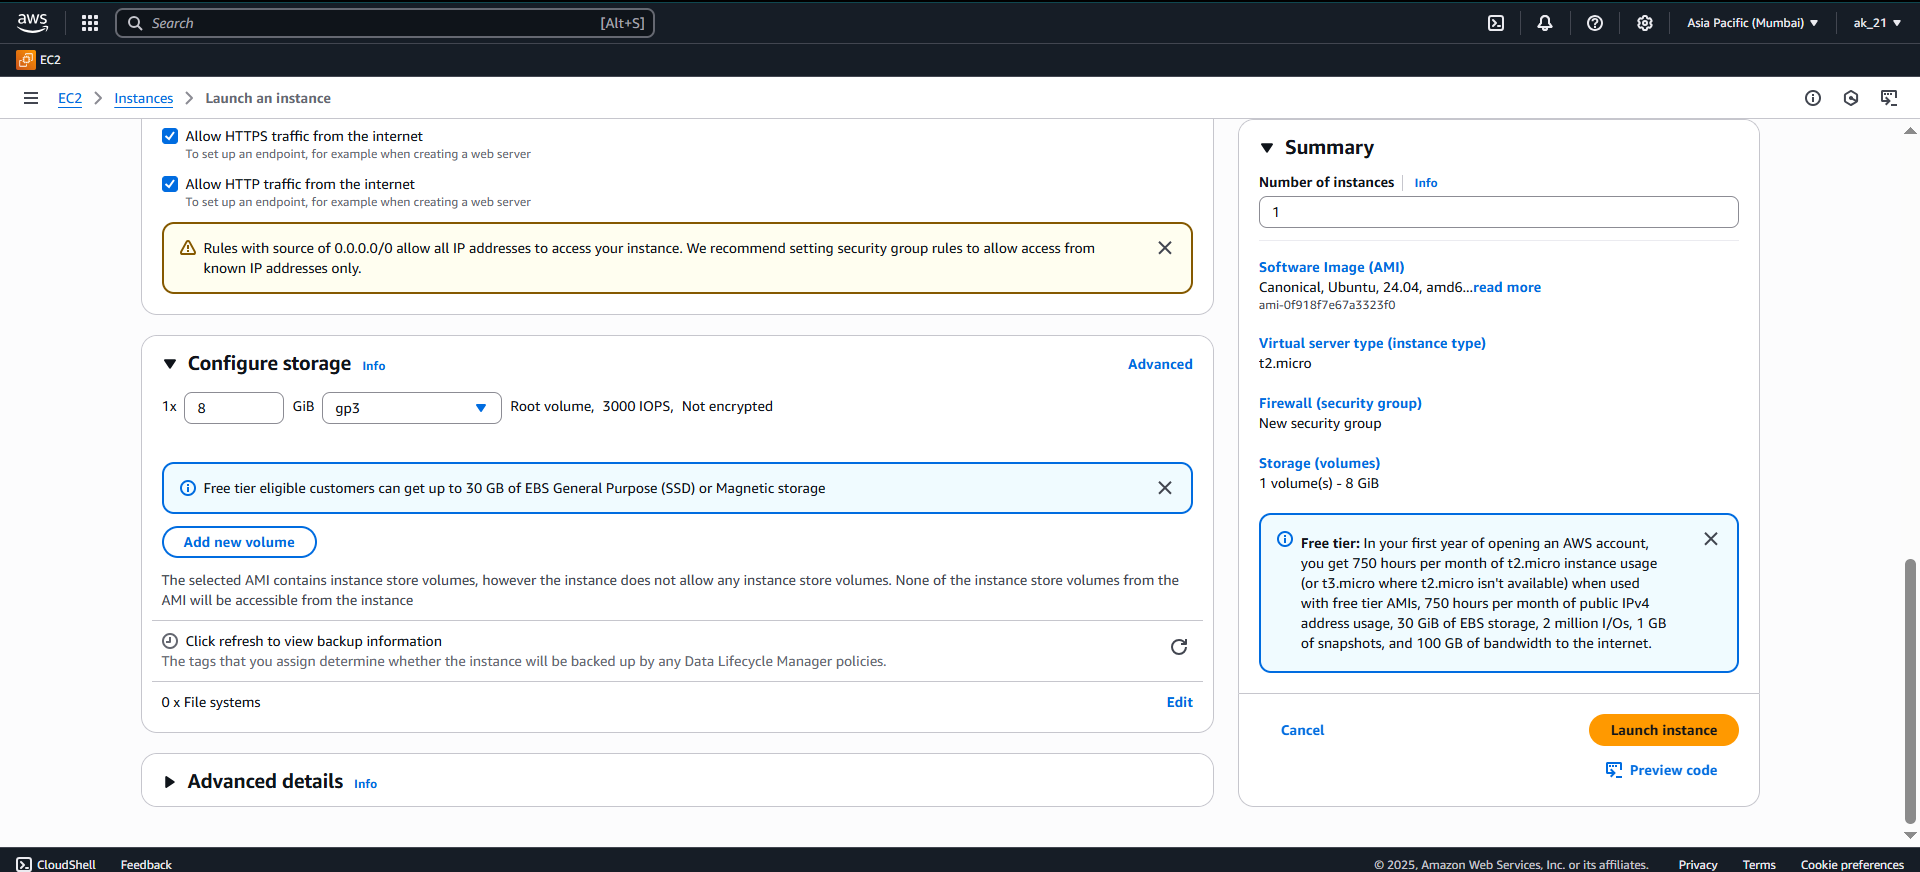 aws
Search [Alt+S]
Asia Pacific (Mumbai)
ak_21
EC2
EC2
Instances
Launch an instance
Allow HTTPS traffic from the internet
To set up an endpoint, for example when creating a web server
Allow HTTP traffic from the internet
To set up an endpoint, for example when creating a web server
Rules with source of 0.0.0.0/0 allow all IP addresses to access your instance. We recommend setting security group rules to allow access from
known IP addresses only.
Configure storage Info
Advanced
1x 8 GiB gp3 Root volume, 3000 IOPS, Not encrypted
Free tier eligible customers can get up to 30 GB of EBS General Purpose (SSD) or Magnetic storage
Add new volume
The selected AMI contains instance store volumes, however the instance does not allow any instance store volumes. None of the instance store volumes from the
AMI will be accessible from the instance
Click refresh to view backup information
The tags that you assign determine whether the instance will be backed up by any Data Lifecycle Manager policies.
0 x File systems
Edit
Advanced details Info
Summary
Number of instances Info
1
Software Image (AMI)
Canonical, Ubuntu, 24.04, amd6...read more
ami-0f918f7e67a3323f0
Virtual server type (instance type)
t2.micro
Firewall (security group)
New security group
Storage (volumes)
1 volume(s) - 8 GiB
Free tier: In your first year of opening an AWS account,
you get 750 hours per month of t2.micro instance usage
(or t3.micro where t2.micro isn't available) when used
with free tier AMIs, 750 hours per month of public IPv4
address usage, 30 GiB of EBS storage, 2 million I/Os, 1 GB
of snapshots, and 100 GB of bandwidth to the internet.
Cancel
Launch instance
Preview code
CloudShell
Feedback
© 2025, Amazon Web Services, Inc. or its affiliates.
Privacy
Terms
Cookie preferences